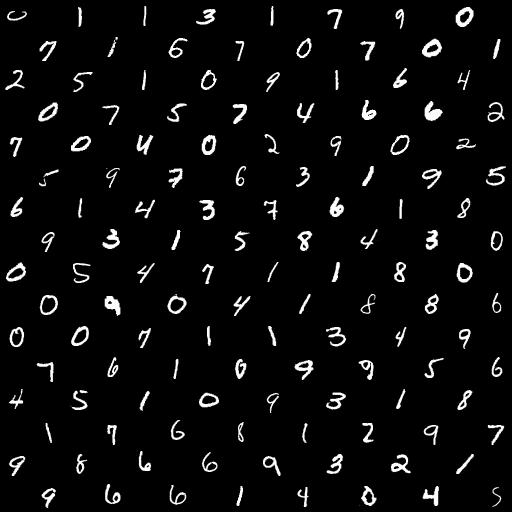 0 1 1 3 1 7 9 0
7 1 6 7 0 7 0 1
2 5 1 0 9 1 6 4
0 7 5 7 4 6 6 2
7 0 4 0 2 9 0 2
5 9 7 6 3 1 9 5
6 1 4 3 7 6 1 8
9 3 1 5 8 4 3 0
0 5 4 7 1 1 8 0
0 9 0 4 1 8 8 6
0 0 7 1 1 3 4 9
7 6 1 0 9 9 5 6
4 5 1 0 9 3 1 8
1 7 6 8 1 2 9 7
9 8 6 6 9 3 2 1
9 6 6 1 4 0 4 5